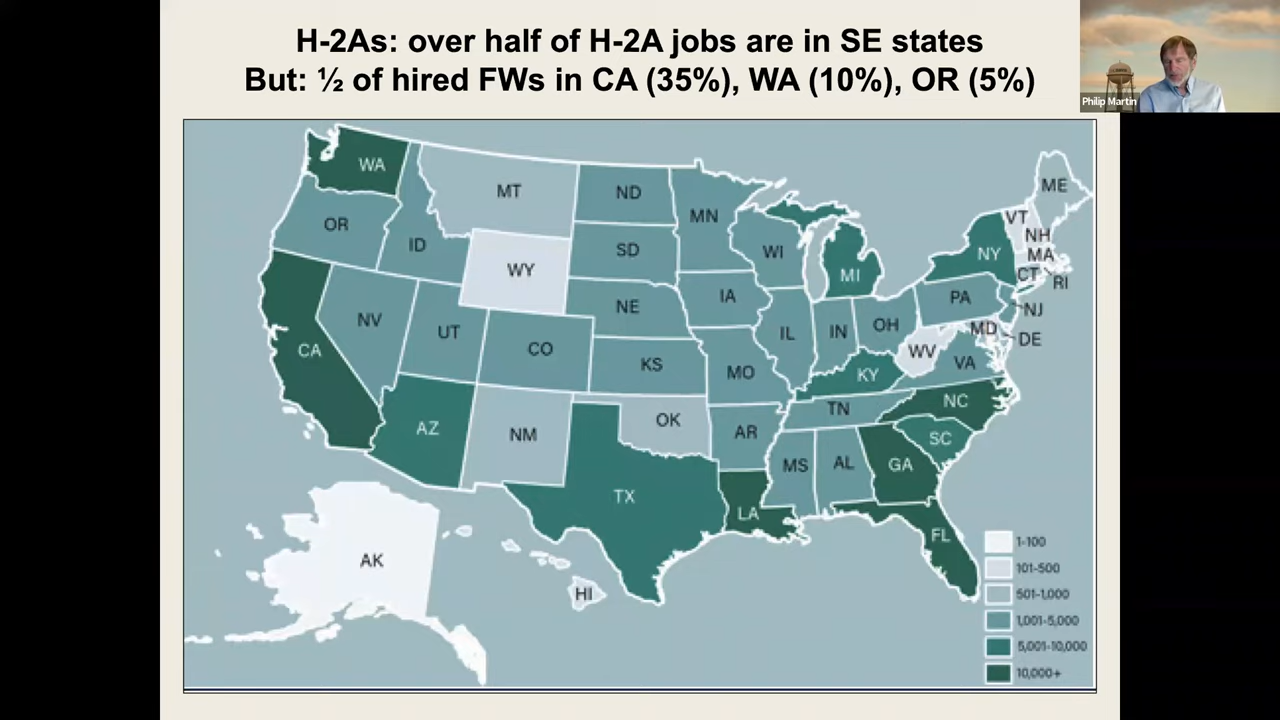 H-2As: over half of H-2A jobs are in SE states
But: ½ of hired FWs in CA (35%), WA (10%), OR (5%)
Philip Martin
WA
MT
ND
MN
ME
OR
ID
WY
SD
WI
MI
NY
VT
NH
MA
CT
RI
NV
UT
CO
NE
IA
IL
IN
OH
PA
NJ
MD
DE
CA
KS
MO
KY
WV
VA
AZ
NM
OK
AR
TN
NC
SC
TX
LA
MS
AL
GA
FL
AK
HI
1-100
101-500
501-1,000
1,001-5,000
5,001-10,000
10,000+